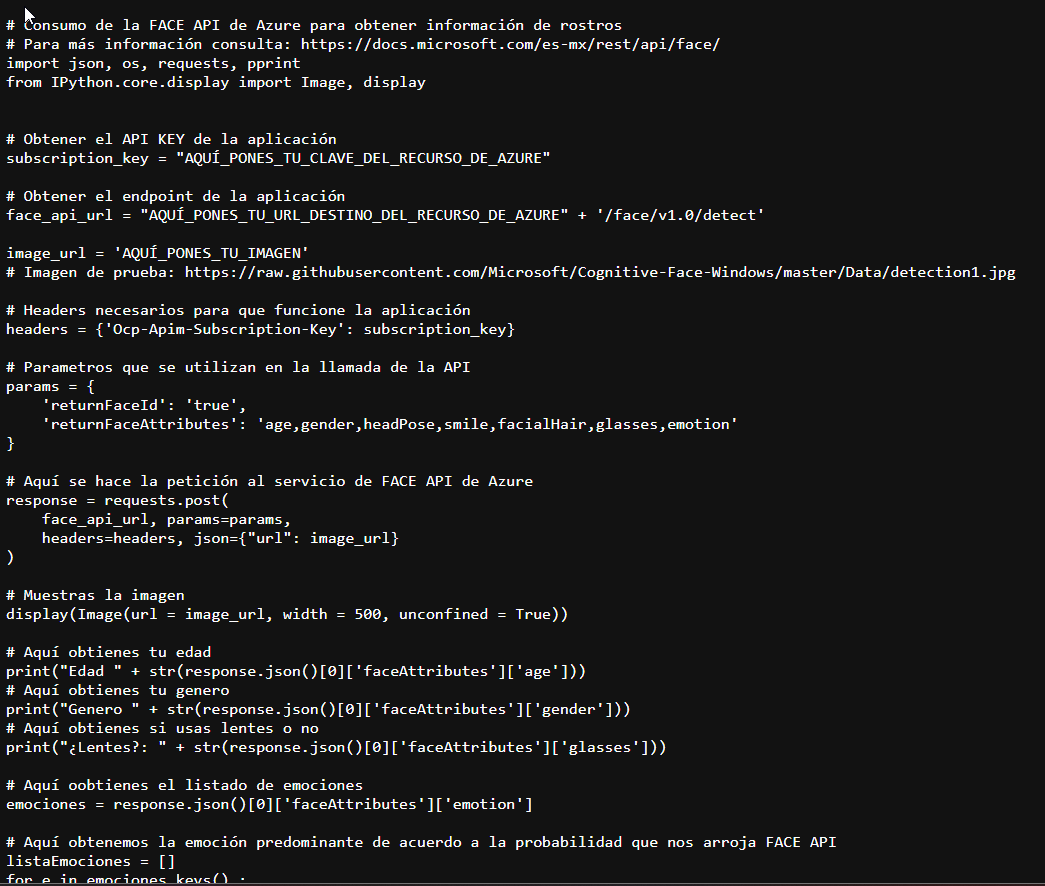 # Consumo de la FACE API de Azure para obtener información de rostros
# Para más información consulta: https://docs.microsoft.com/es-mx/rest/api/face/
import json, os, requests, pprint
from IPython.core.display import Image, display
# Obtener el API KEY de la aplicación
subscription_key = "AQUÍ_PONES_TU_CLAVE_DEL_RECURSO_DE_AZURE"
# Obtener el endpoint de la aplicación
face_api_url = "AQUÍ_PONES_TU_URL_DESTINO_DEL_RECURSO_DE_AZURE" + '/face/v1.0/detect'
image_url = 'AQUÍ_PONES_TU_IMAGEN'
# Imagen de prueba: https://raw.githubusercontent.com/Microsoft/Cognitive-Face-Windows/master/Data/detection1.jpg
# Headers necesarios para que funcione la aplicación
headers = {'Ocp-Apim-Subscription-Key': subscription_key}
# Parametros que se utilizan en la llamada de la API
params = {
    'returnFaceId': 'true',
    'returnFaceAttributes': 'age,gender,headPose,smile,facialHair,glasses,emotion'
}
# Aquí se hace la petición al servicio de FACE API de Azure
response = requests.post(
    face_api_url, params=params,
    headers=headers, json={"url": image_url}
)
# Muestras la imagen
display(Image(url = image_url, width = 500, unconfined = True))
# Aquí obtienes tu edad
print("Edad " + str(response.json()[0]['faceAttributes']['age']))
# Aquí obtienes tu genero
print("Genero " + str(response.json()[0]['faceAttributes']['gender']))
# Aquí obtienes si usas lentes o no
print("¿Lentes?: " + str(response.json()[0]['faceAttributes']['glasses']))
# Aquí oobtienes el listado de emociones
emociones = response.json()[0]['faceAttributes']['emotion']
# Aquí obtenemos la emoción predominante de acuerdo a la probabilidad que nos arroja FACE API
listaEmociones = []
for e in emociones.keys() :